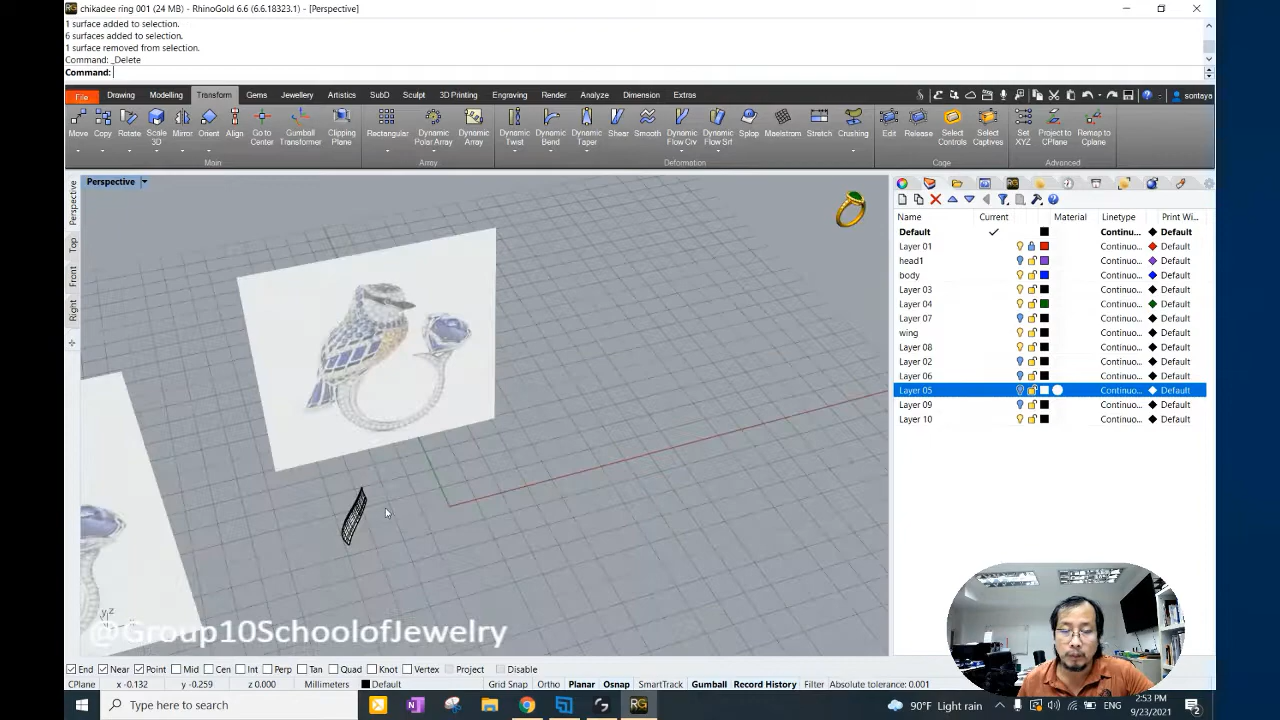 chikadee ring 001 (24 MB) - RhinoGold 6.6 (6.6.18323.1) - [Perspective]
1 surface added to selection.
6 surfaces added to selection.
1 surface removed from selection.
Command: _Delete
Command:
File Drawing Modelling Transform Gems Jewellery Artistics SubD Sculpt 3D Printing Engraving Render Analyze Dimension Extras sontaya
Move Copy Rotate Scale 3D Mirror Orient Align Go to Center Gumball Transformer Clipping Plane Rectangular Dynamic Polar Array Dynamic Array Dynamic Twist Dynamic Bend Dynamic Taper Shear Smooth Dynamic Flow Crv Dynamic Flow Srf Splop Maelstrom Stretch Crushing Edit Release Select Controls Select Captives Set XYZ Project to CPlane Remap to Cplane
Main Array Deformation Cage Advanced
Perspective
Perspective
Top
Front
Right
Name Current Material Linetype Print Wi...
Default Continu... Default
Layer 01 Continuo... Default
head1 Continuo... Default
body Continuo... Default
Layer 03 Continuo... Default
Layer 04 Continuo... Default
Layer 07 Continuo... Default
wing Continuo... Default
Layer 08 Continuo... Default
Layer 02 Continuo... Default
Layer 06 Continuo... Default
Layer 05 Continuo... Default
Layer 09 Continuo... Default
Layer 10 Continuo... Default
@Group10SchoolofJewelry
End Near Point Mid Cen Int Perp Tan Quad Knot Vertex Project Disable
CPlane x -0.132 y -0.259 z 0.000 Millimeters Default Grid Snap Ortho Planar Osnap SmartTrack Gumball Record History Filter Absolute tolerance: 0.001
Type here to search
90°F Light rain
ENG
2:53 PM
9/23/2021